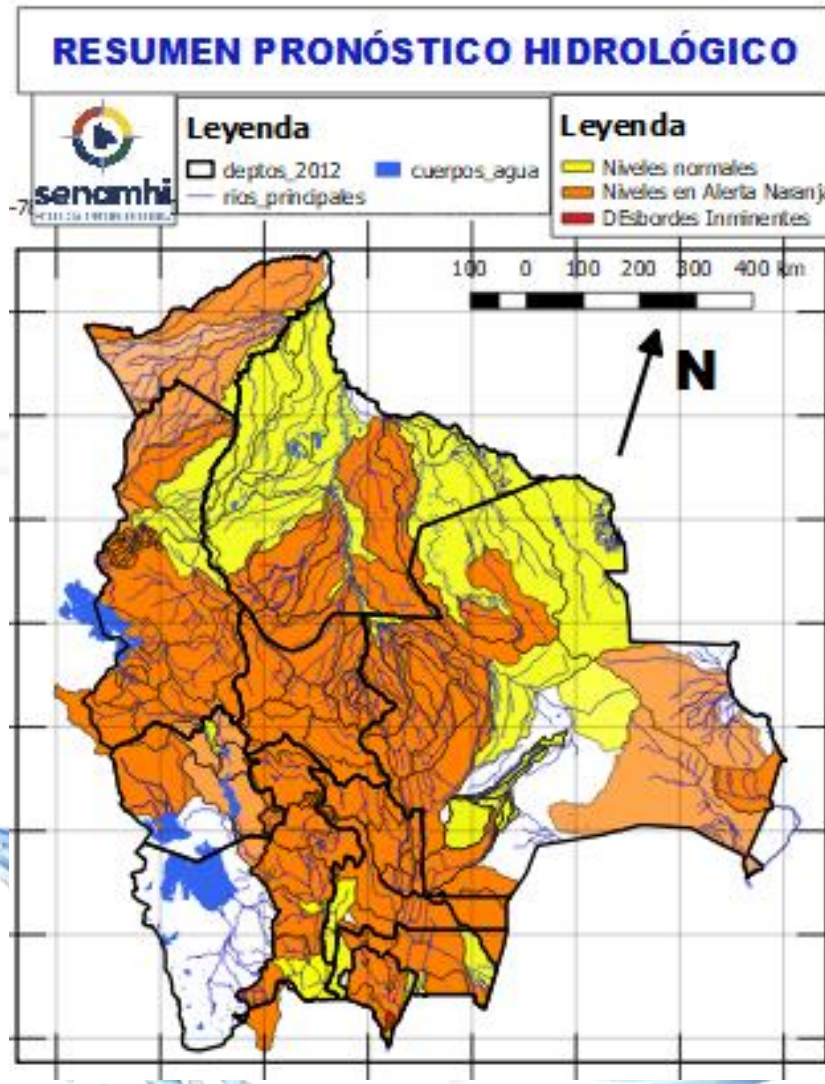 RESUMEN PRONÓSTICO HIDROLÓGICO
senamhi
Leyenda
deptos_2012
cuerpos_agua
rios_principales
Leyenda
Niveles normales
Niveles en Alerta Naranja
DEsbordes Inminentes
100 0 100 200 300 400 km
N